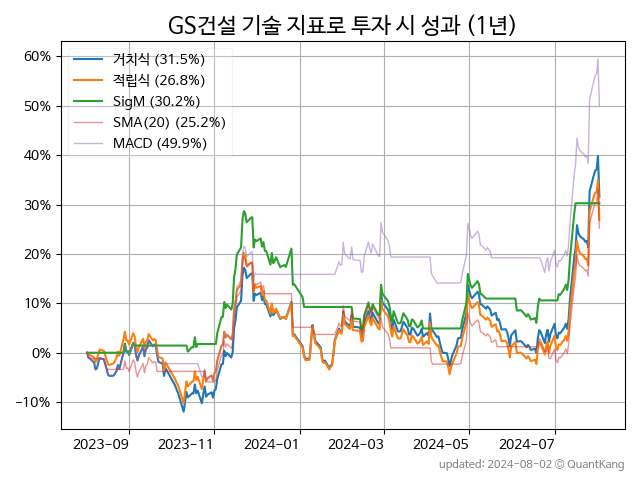 GS건설 기술 지표로 투자 시 성과 (1년)
60%
50%
40%
30%
20%
10%
0%
−10%
거치식 (31.5%)
적립식 (26.8%)
SigM (30.2%)
SMA(20) (25.2%)
MACD (49.9%)
2023-09
2023-11
2024-01
2024-03
2024-05
2024-07
updated: 2024-08-02 © QuantKang